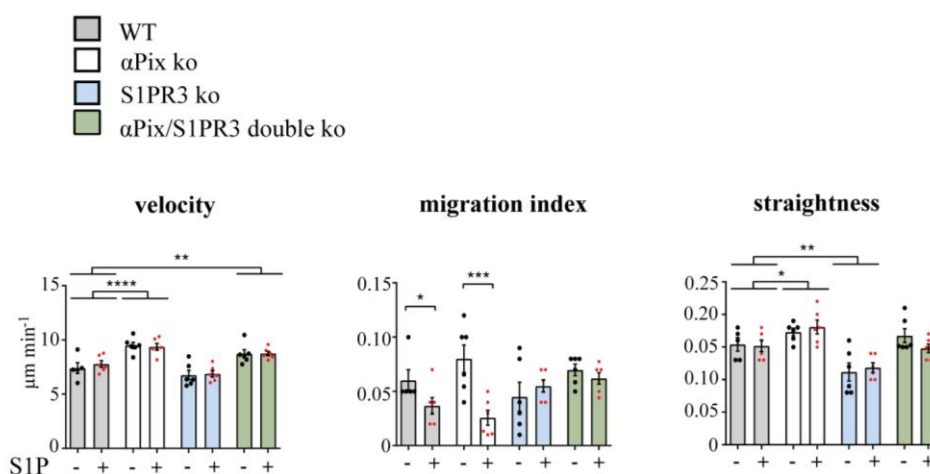 WT
αPix ko
S1PR3 ko
αPix/S1PR3 double ko
velocity
**
****
15
10
5
0
µm min⁻¹
S1P - + - + - + - +
migration index
*
***
0.15
0.10
0.05
0
- + - + - + - +
straightness
**
*
0.25
0.20
0.05
0.10
0.05
0
- + - + - + - +